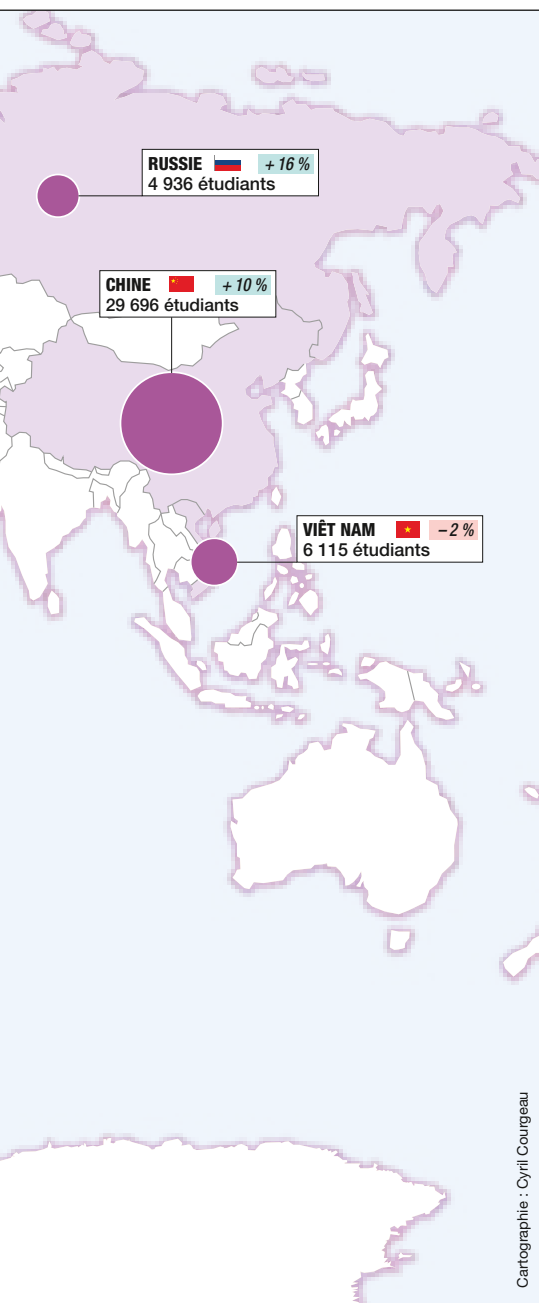 RUSSIE + 16 %
4 936 étudiants
CHINE + 10 %
29 696 étudiants
VIÊT NAM – 2 %
6 115 étudiants
Cartographie : Cyril Courgeau